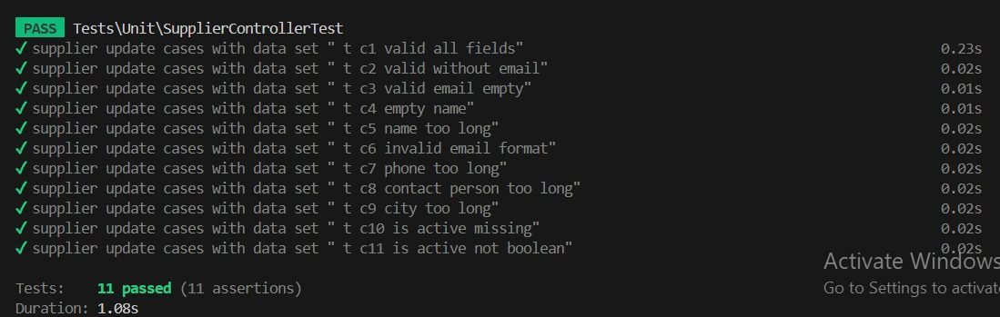 PASS Tests\Unit\SupplierControllerTest
✓ supplier update cases with data set " t c1 valid all fields" 0.23s
✓ supplier update cases with data set " t c2 valid without email" 0.02s
✓ supplier update cases with data set " t c3 valid email empty" 0.01s
✓ supplier update cases with data set " t c4 empty name" 0.01s
✓ supplier update cases with data set " t c5 name too long" 0.02s
✓ supplier update cases with data set " t c6 invalid email format" 0.02s
✓ supplier update cases with data set " t c7 phone too long" 0.02s
✓ supplier update cases with data set " t c8 contact person too long" 0.02s
✓ supplier update cases with data set " t c9 city too long" 0.02s
✓ supplier update cases with data set " t c10 is active missing" 0.02s
✓ supplier update cases with data set " t c11 is active not boolean" 0.02s
Activate Windows
Tests: 11 passed (11 assertions)
Go to Settings to activat
Duration: 1.08s